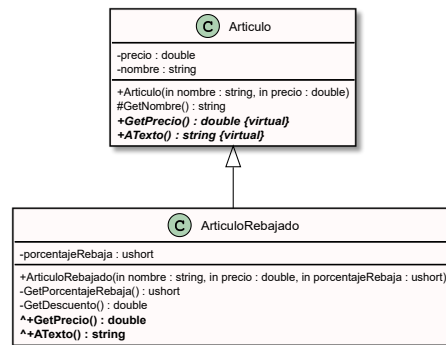 C Articulo
-precio : double
-nombre : string
+Articulo(in nombre : string, in precio : double)
#GetNombre() : string
+GetPrecio() : double {virtual}
+ATexto() : string {virtual}
C ArticuloRebajado
-porcentajeRebaja : ushort
+ArticuloRebajado(in nombre : string, in precio : double, in porcentajeRebaja : ushort)
-GetPorcentajeRebaja() : ushort
-GetDescuento() : double
^+GetPrecio() : double
^+ATexto() : string